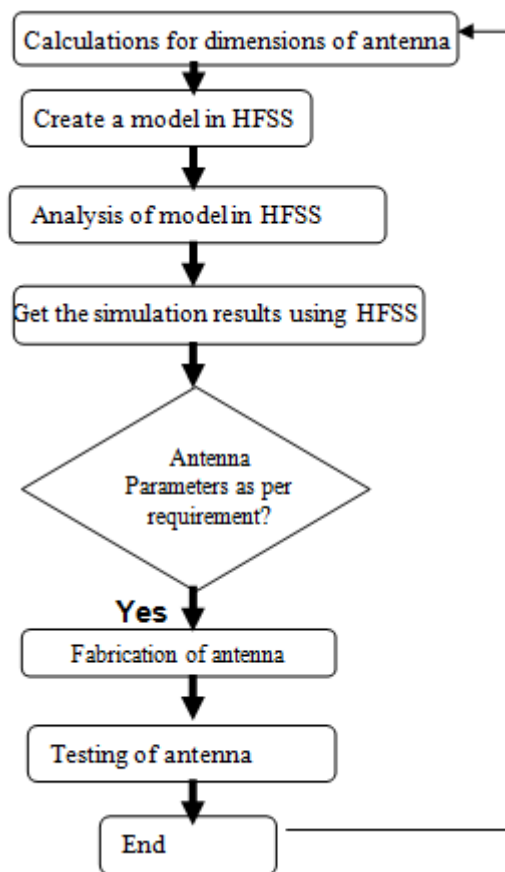 Calculations for dimensions of antenna
Create a model in HFSS
Analysis of model in HFSS
Get the simulation results using HFSS
Antenna
Parameters as per
requirement?
Yes
Fabrication of antenna
Testing of antenna
End